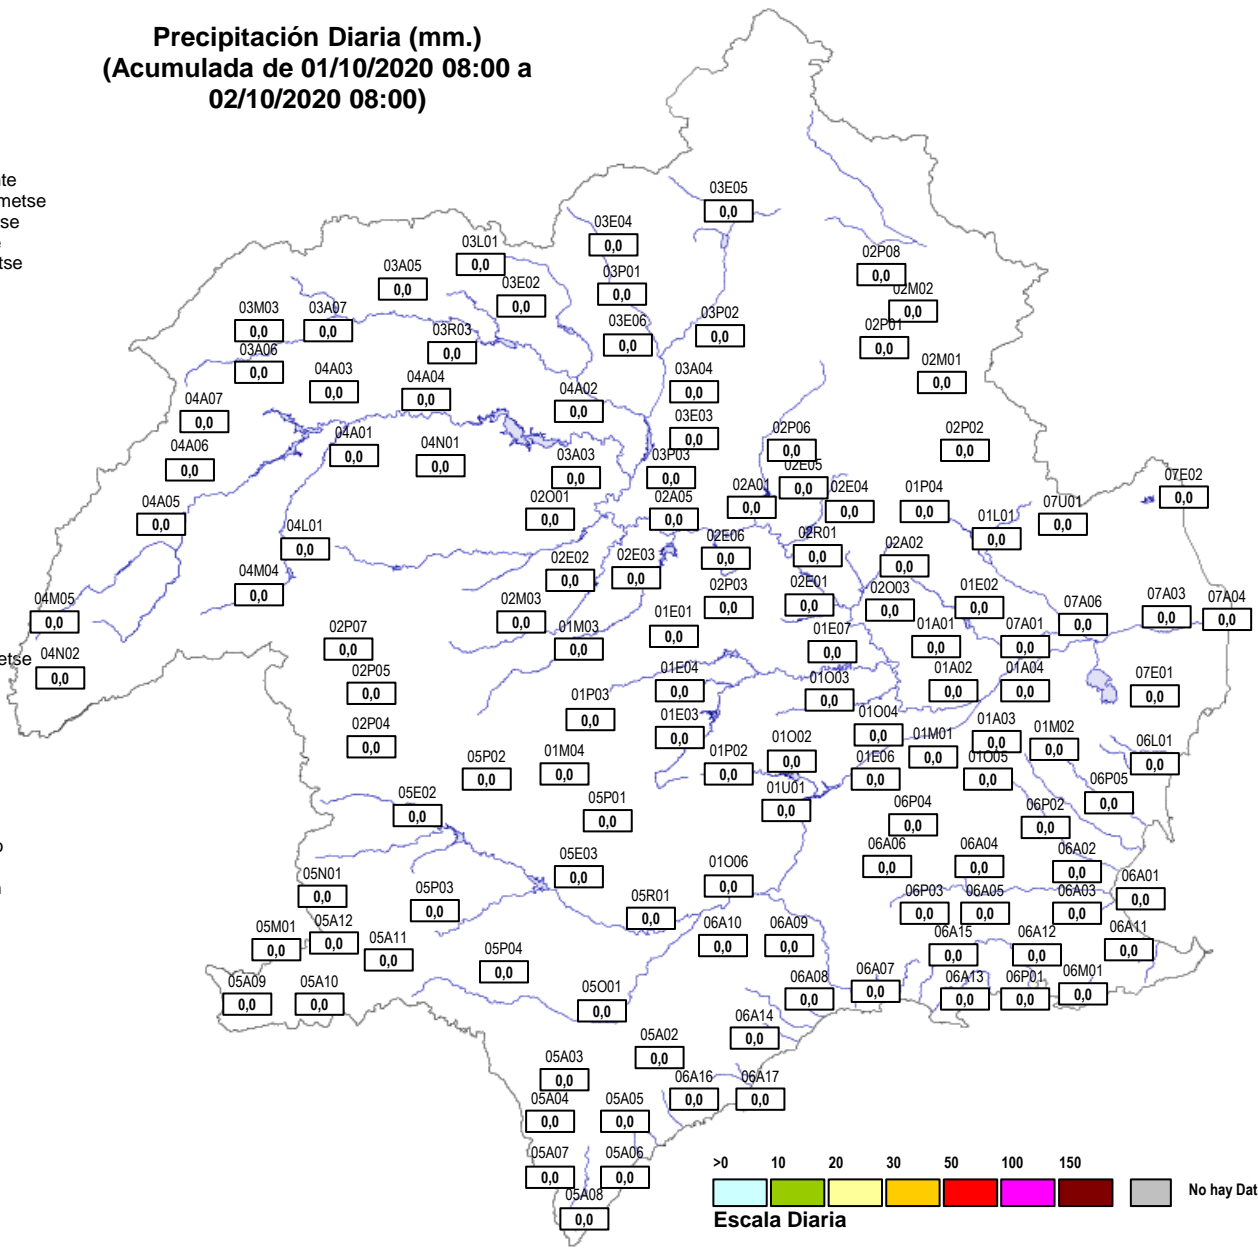 Precipitación Diaria (mm.)
(Acumulada de 01/10/2020 08:00 a
02/10/2020 08:00)
te
metse
se
tse
03E05
0,0
03E04
0,0
03L01
0,0
02P08
0,0
03A05
0,0
03P01
0,0
03E02
0,0
02M02
0,0
03M03
0,0
03A07
0,0
03P02
0,0
03E06
0,0
03R03
0,0
02P01
0,0
03A06
0,0
02M01
0,0
04A03
0,0
04A04
0,0
03A04
0,0
04A02
0,0
04A07
0,0
03E03
0,0
04A01
0,0
02P06
0,0
02P02
0,0
04A06
0,0
04N01
0,0
03A03
0,0
03P03
0,0
02E05
0,0
07E02
0,0
02A01
0,0
02E04
0,0
01P04
0,0
04A05
0,0
02O01
0,0
02A05
0,0
07U01
0,0
01L01
0,0
04L01
0,0
02E06
0,0
02R01
0,0
02E02
0,0
02E03
0,0
02A02
0,0
04M04
0,0
02P03
0,0
02E01
0,0
02O03
0,0
01E02
0,0
04M05
0,0
02M03
0,0
01E01
0,0
07A06
0,0
07A03
0,0
07A04
0,0
02P07
0,0
01M03
0,0
01E07
0,0
01A01
0,0
07A01
0,0
etse
04N02
0,0
02P05
0,0
01E04
0,0
01O03
0,0
01A02
0,0
01A04
0,0
07E01
0,0
01P03
0,0
01E03
0,0
01O04
0,0
01A03
0,0
01M02
0,0
02P04
0,0
01O02
0,0
01M01
0,0
06L01
0,0
05P02
0,0
01M04
0,0
01P02
0,0
01E06
0,0
01O05
0,0
05E02
0,0
05P01
0,0
01U01
0,0
06P05
0,0
06P04
0,0
06P02
0,0
o
05E03
0,0
01O06
0,0
06A06
0,0
06A04
0,0
06A02
0,0
05N01
0,0
05P03
0,0
05R01
0,0
06P03
0,0
06A05
0,0
06A03
0,0
06A01
0,0
05M01
0,0
05A12
0,0
05A11
0,0
05P04
0,0
06A10
0,0
06A09
0,0
06A15
0,0
06A12
0,0
06A11
0,0
05A09
0,0
05A10
0,0
05O01
0,0
06A08
0,0
06A07
0,0
06A13
0,0
06P01
0,0
06M01
0,0
06A14
0,0
05A02
0,0
05A03
0,0
06A16
0,0
06A17
0,0
05A04
0,0
05A05
0,0
05A07
0,0
05A06
0,0
05A08
0,0
>0 10 20 30 50 100 150
No hay Dat
Escala Diaria